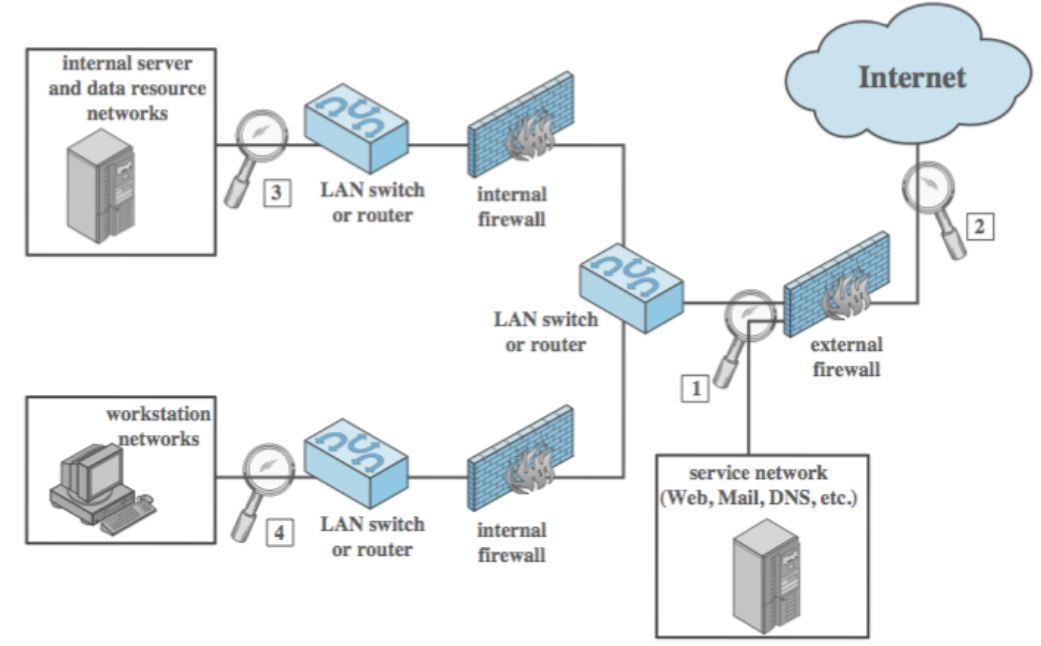 internal server
and data resource
networks
3
LAN switch
or router
internal
firewall
Internet
2
LAN switch
or router
external
firewall
1
workstation
networks
4
LAN switch
or router
internal
firewall
service network
(Web, Mail, DNS, etc.)